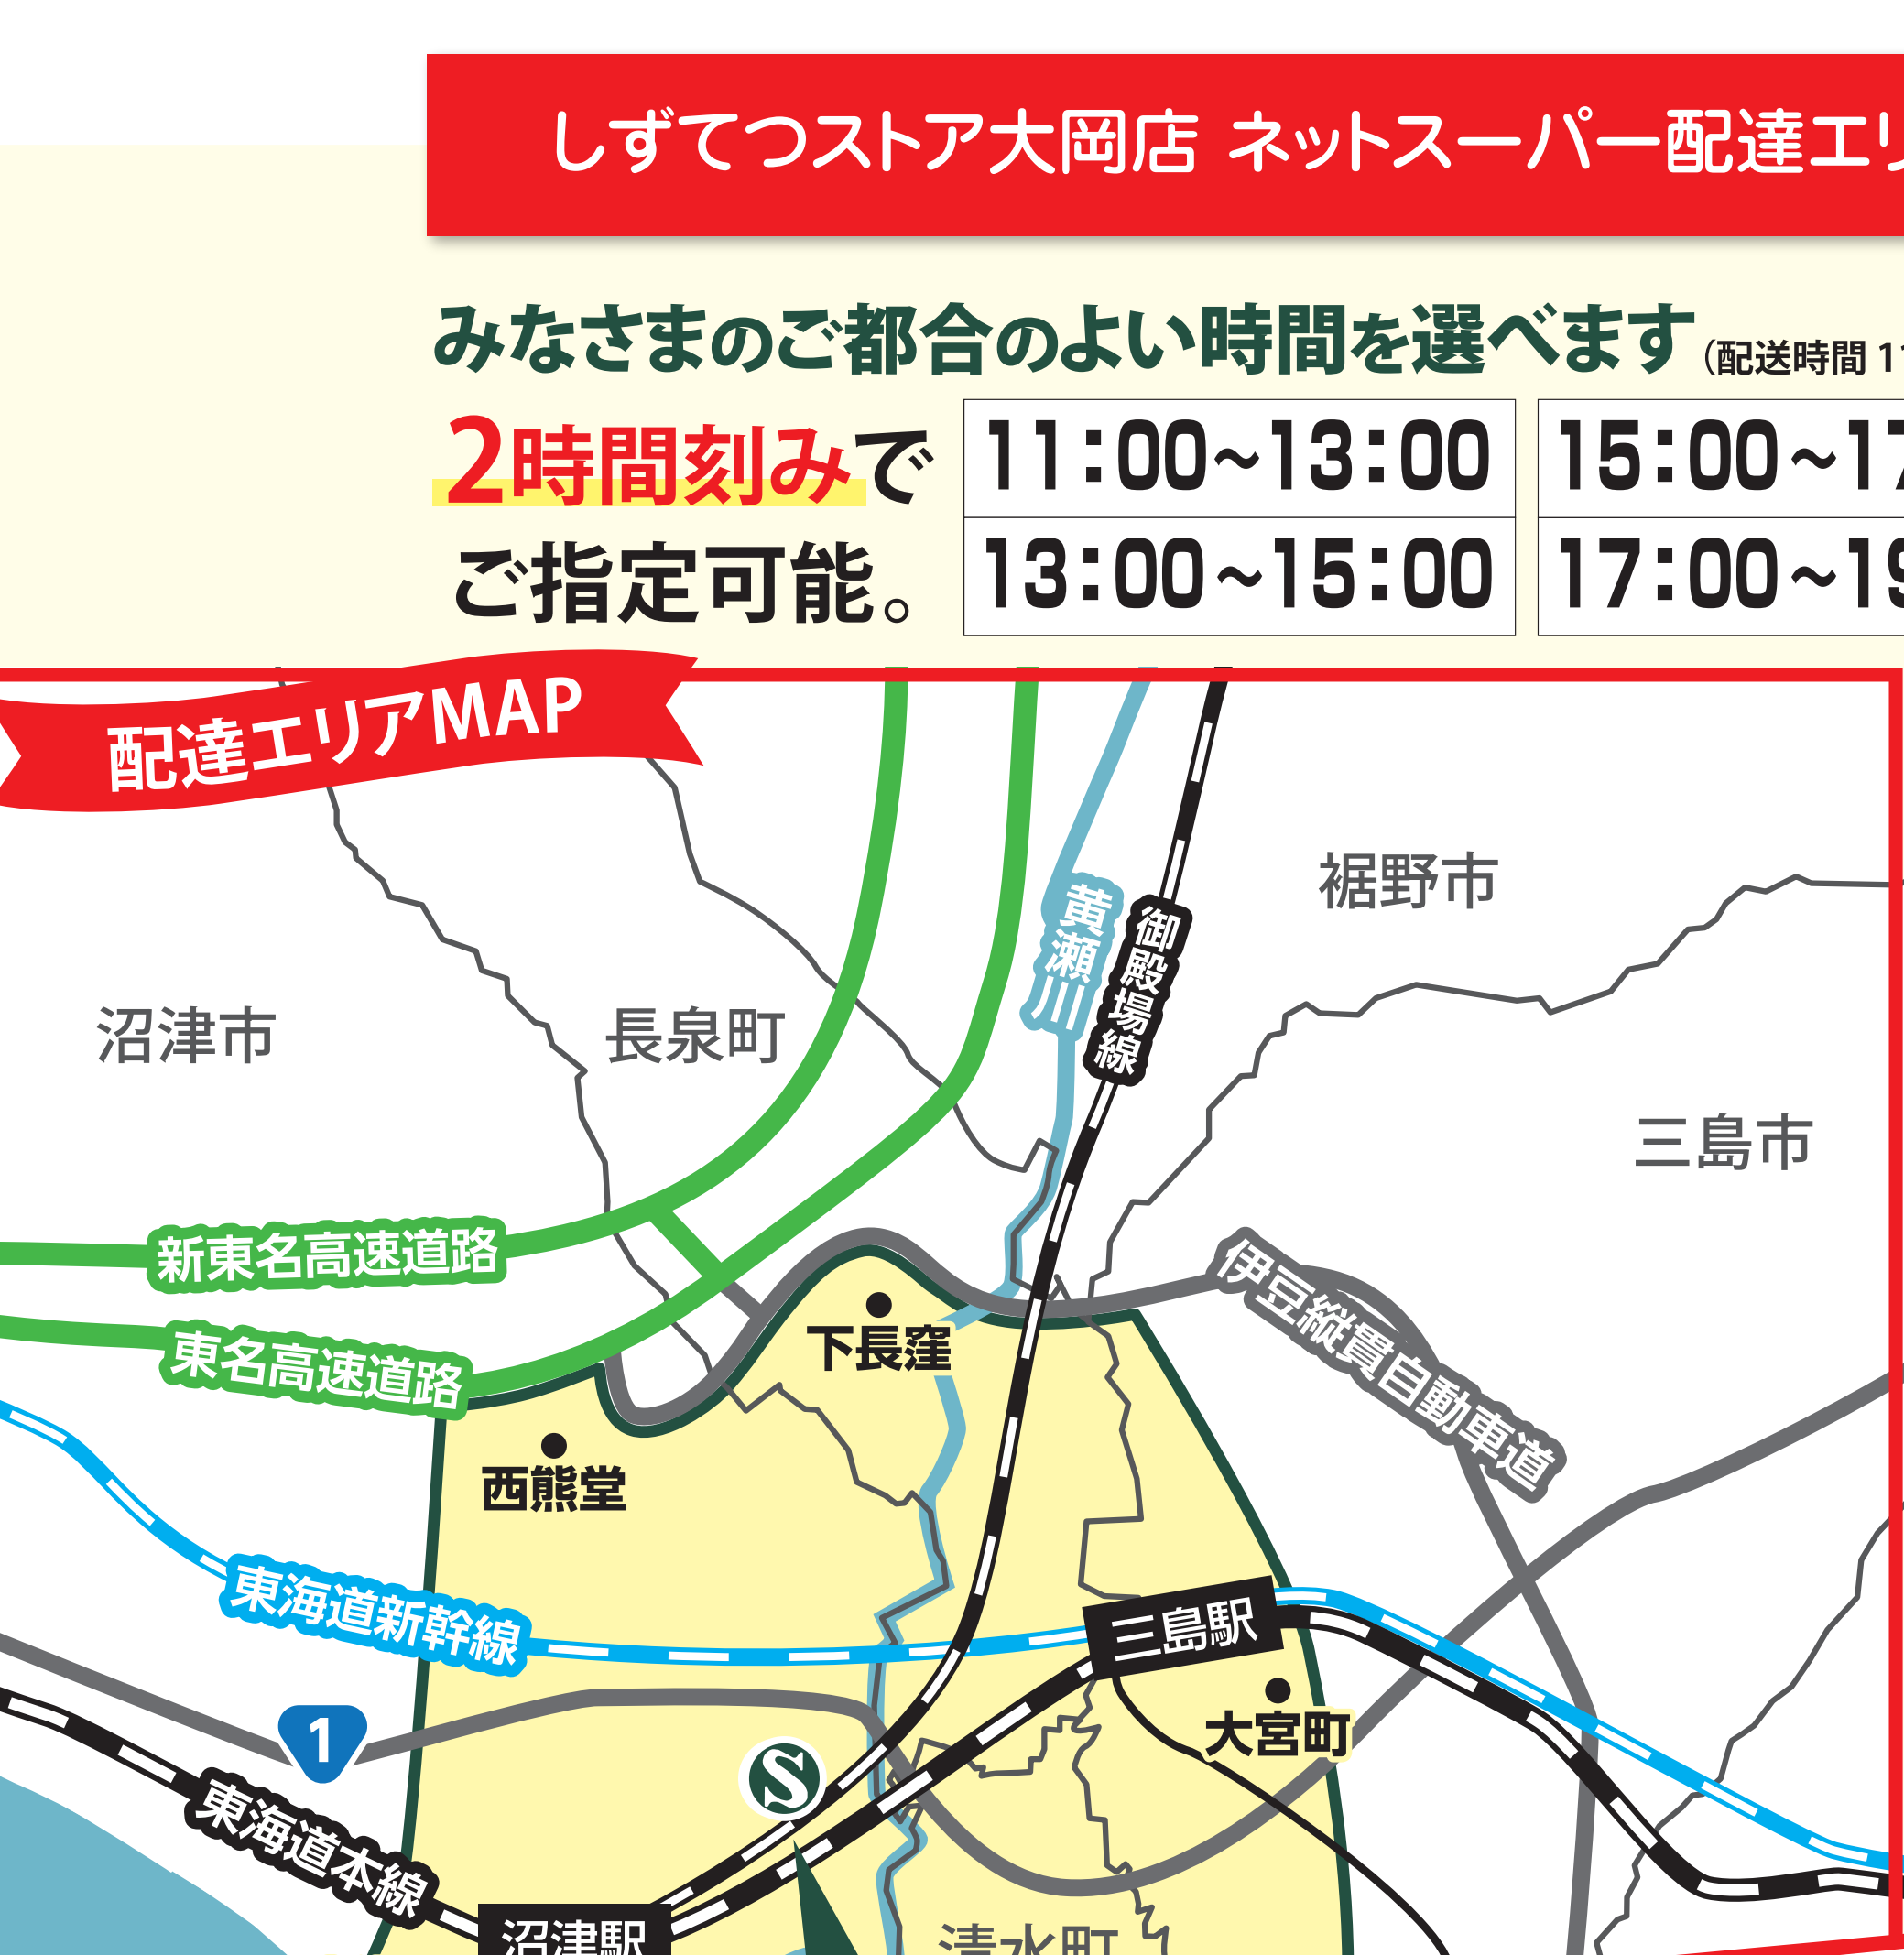 しずてつストア大岡店 ネットスーパー配達エリ
みなさまのご都合のよい時間を選べます(配送時間 11
2時間刻みで
ご指定可能。
11:00～13:00
15:00～17
13:00～15:00
17:00～19
配達エリアMAP
裾野市
黄瀬川
御殿場線
沼津市
長泉町
三島市
新東名高速道路
伊豆縦貫自動車道
下長窪
東名高速道路
西熊堂
東海道新幹線
三島駅
大宮町
1
S
東海道本線
沼津駅
清水町